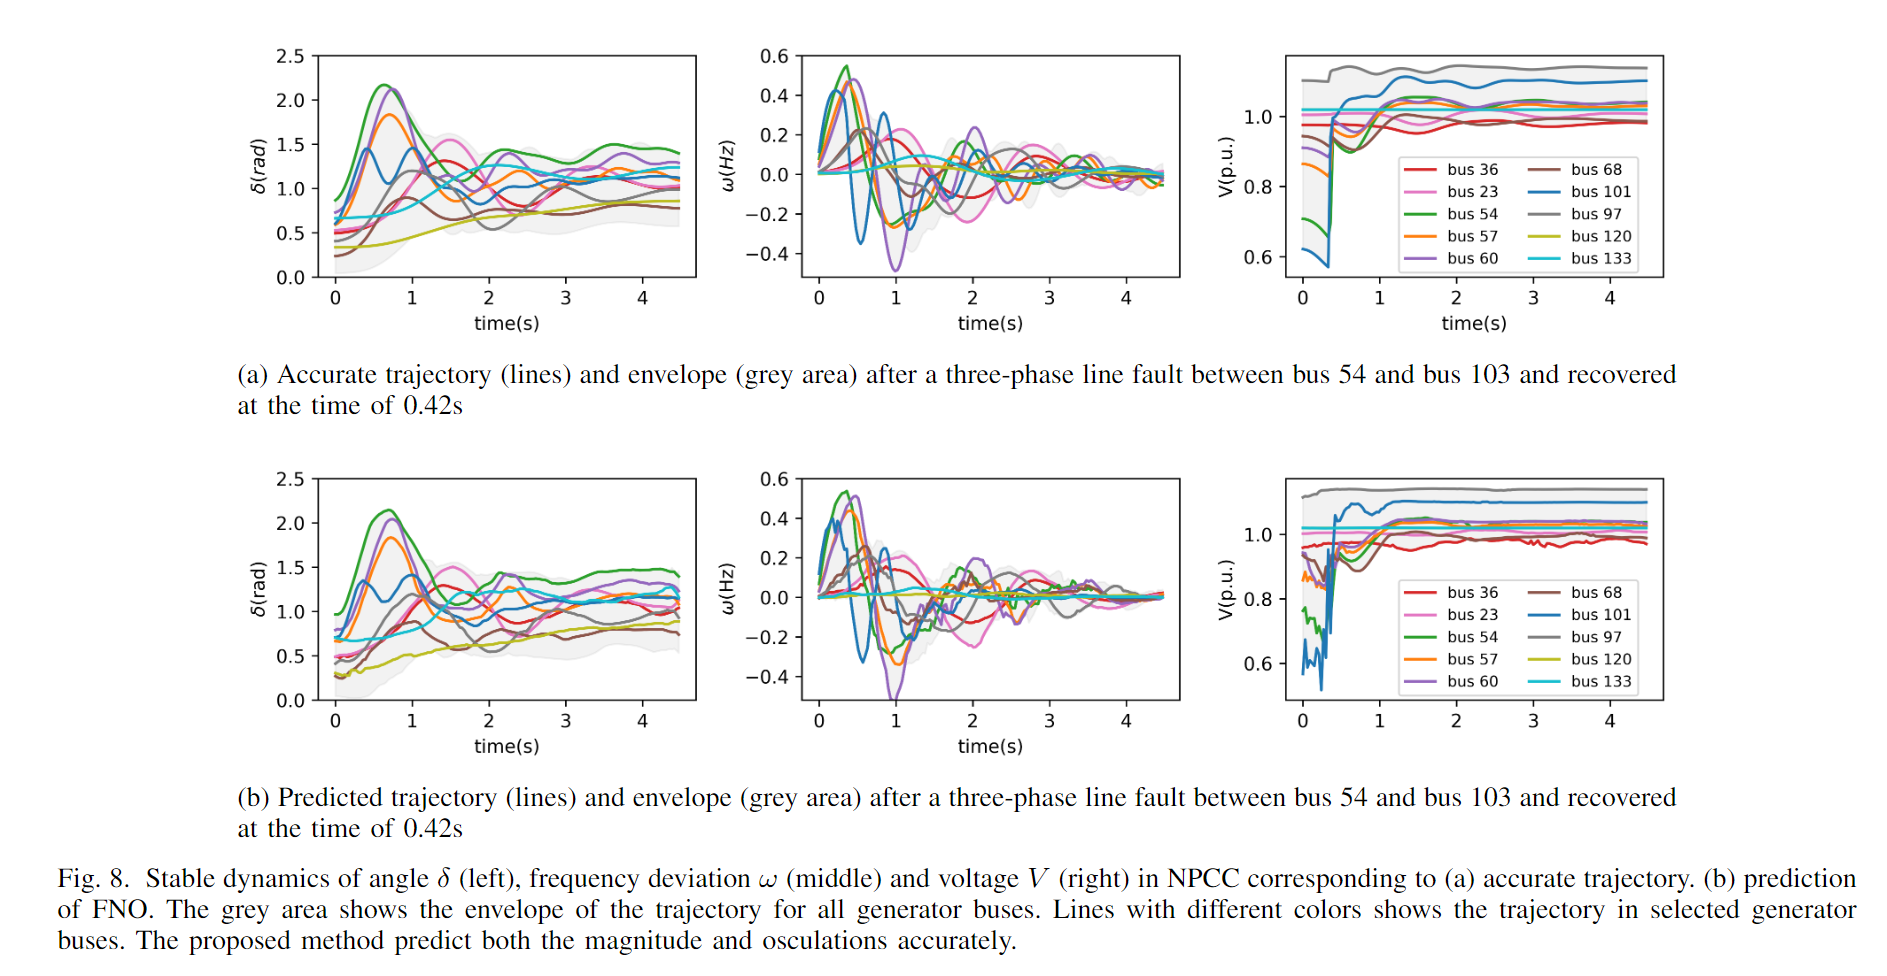 2.5
2.0
1.5
1.0
0.5
0.0
δ(rad)
0 1 2 3 4
time(s)
0.6
0.4
0.2
0.0
−0.2
−0.4
ω(Hz)
0 1 2 3 4
time(s)
1.0
0.8
0.6
V(p.u.)
bus 36 bus 68
bus 23 bus 101
bus 54 bus 97
bus 57 bus 120
bus 60 bus 133
0 1 2 3 4
time(s)
(a) Accurate trajectory (lines) and envelope (grey area) after a three-phase line fault between bus 54 and bus 103 and recovered
at the time of 0.42s
2.5
2.0
1.5
1.0
0.5
0.0
δ(rad)
0 1 2 3 4
time(s)
0.6
0.4
0.2
0.0
−0.2
−0.4
ω(Hz)
0 1 2 3 4
time(s)
1.0
0.8
0.6
V(p.u.)
bus 36 bus 68
bus 23 bus 101
bus 54 bus 97
bus 57 bus 120
bus 60 bus 133
0 1 2 3 4
(b) Predicted trajectory (lines) and envelope (grey area) after a three-phase line fault between bus 54 and bus 103 and recovered
at the time of 0.42s
Fig. 8. Stable dynamics of angle δ (left), frequency deviation ω (middle) and voltage V (right) in NPCC corresponding to (a) accurate trajectory. (b) prediction
of FNO. The grey area shows the envelope of the trajectory for all generator buses. Lines with different colors shows the trajectory in selected generator
buses. The proposed method predict both the magnitude and osculations accurately.